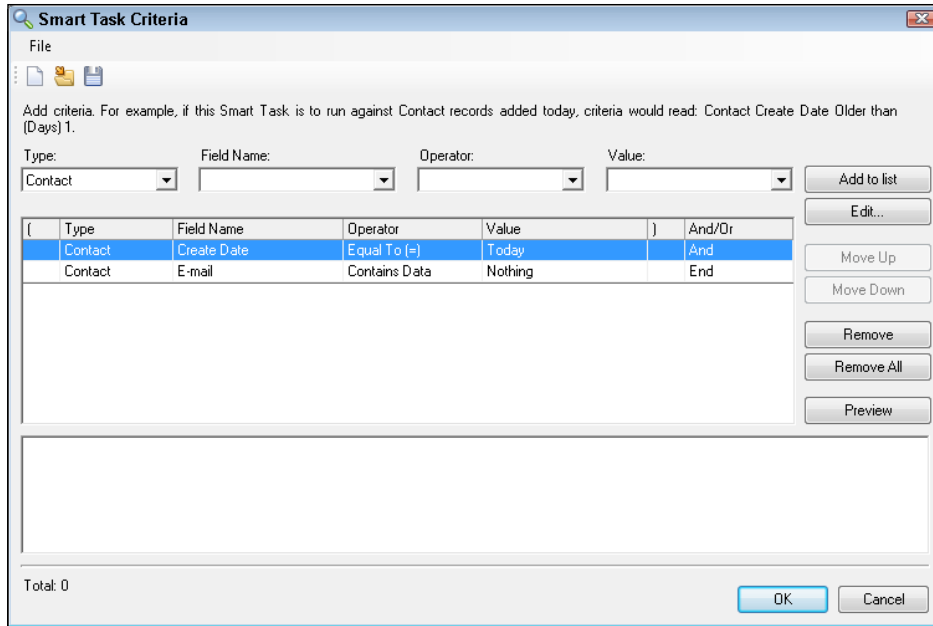 Smart Task Criteria
File
Add criteria. For example, if this Smart Task is to run against Contact records added today, criteria would read: Contact Create Date Older than
(Days) 1.
Type: Field Name: Operator: Value:
Contact
Add to list
Edit...
( Type Field Name Operator Value ) And/Or
Contact Create Date Equal To (=) Today And
Contact E-mail Contains Data Nothing End
Move Up
Move Down
Remove
Remove All
Preview
Total: 0
OK Cancel